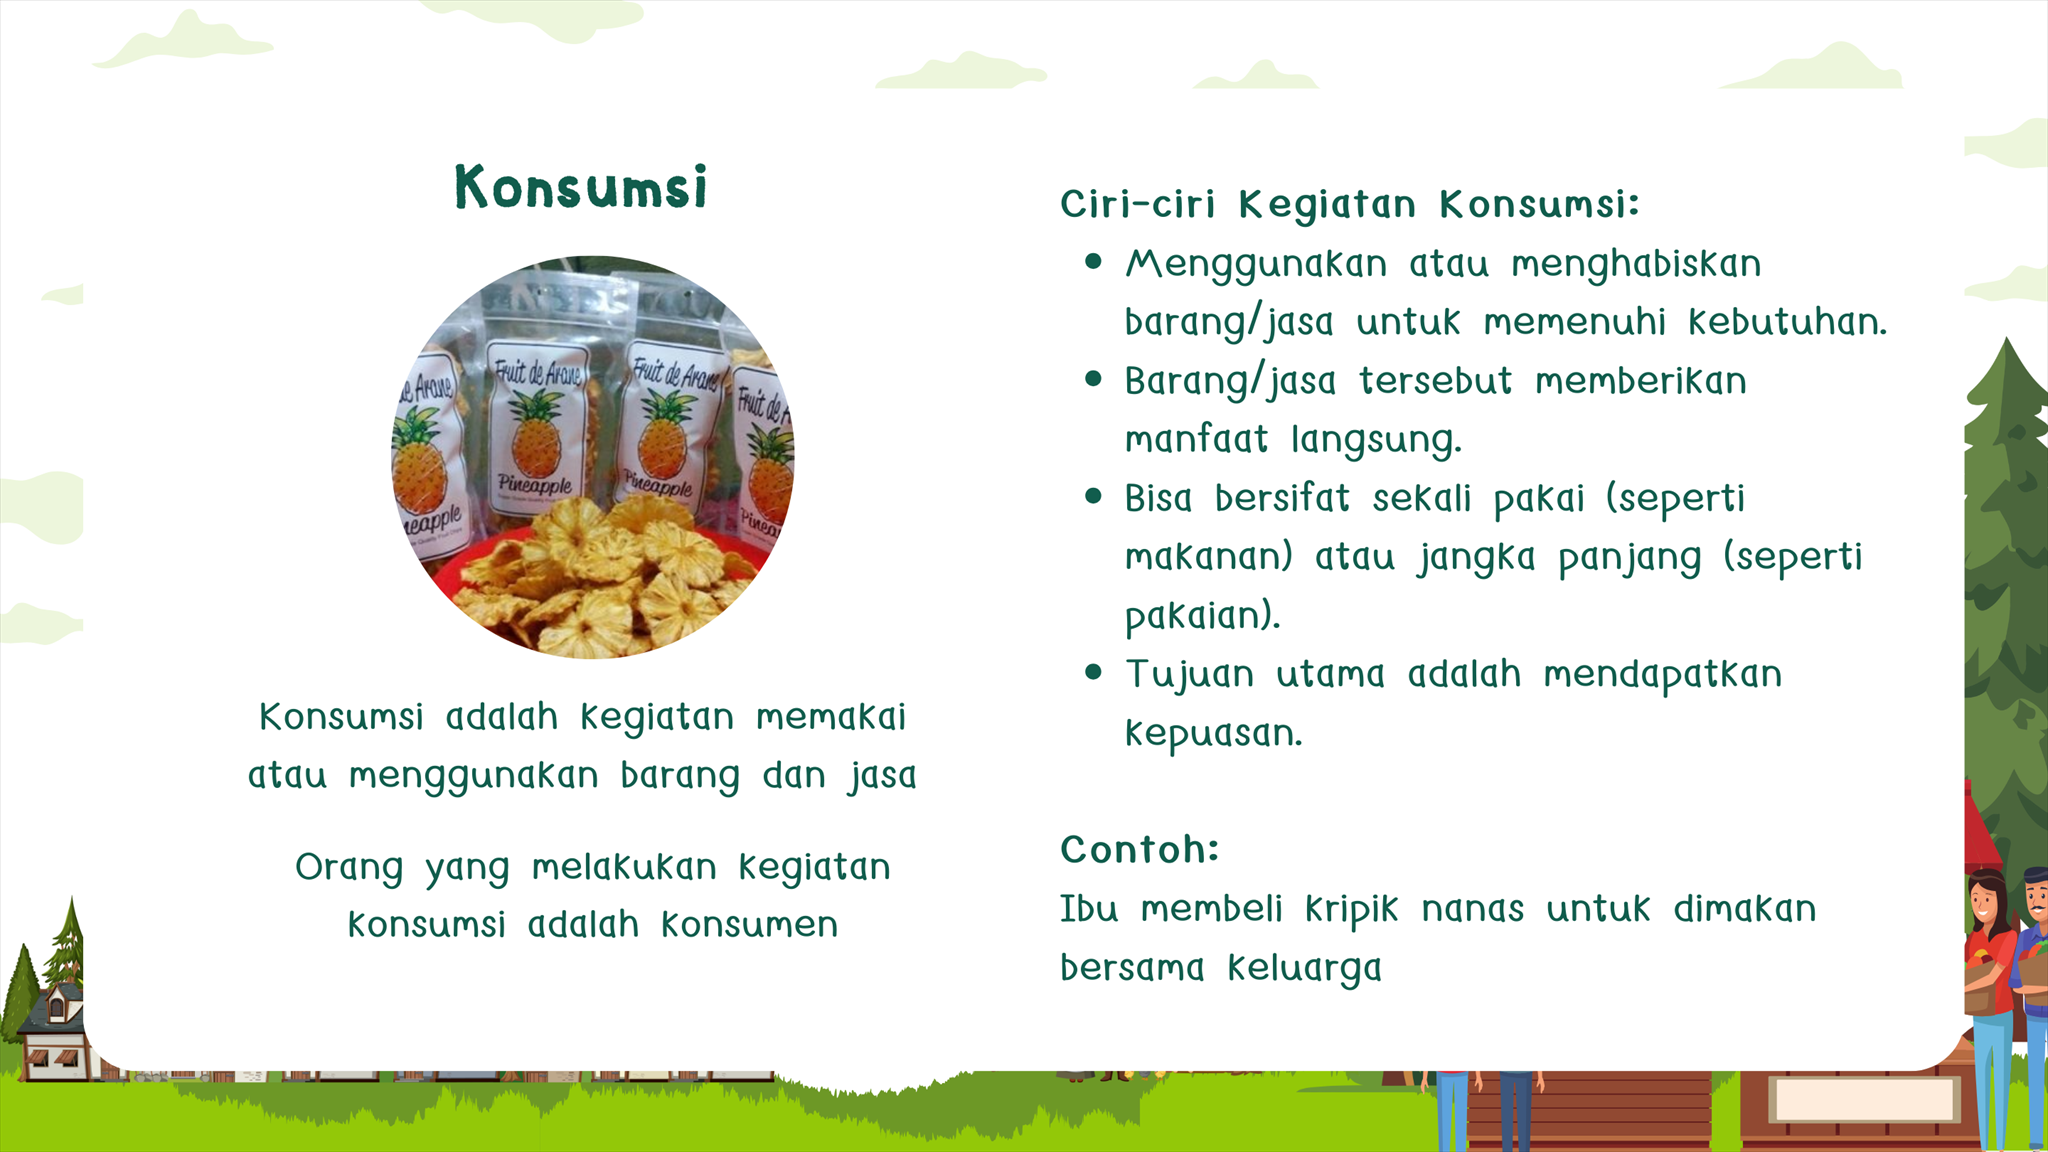 Konsumsi
Fruit de Arane
Pineapple
Fruit de Arane
Pineapple
de Arane
neapple
Fruit de A
Pinea
Konsumsi adalah kegiatan memakai
atau menggunakan barang dan jasa
Orang yang melakukan kegiatan
konsumsi adalah konsumen
Ciri-ciri Kegiatan Konsumsi:
• Menggunakan atau menghabiskan
barang/jasa untuk memenuhi kebutuhan.
• Barang/jasa tersebut memberikan
manfaat langsung.
• Bisa bersifat sekali pakai (seperti
makanan) atau jangka panjang (seperti
pakaian).
• Tujuan utama adalah mendapatkan
kepuasan.
Contoh:
Ibu membeli kripik nanas untuk dimakan
bersama keluarga